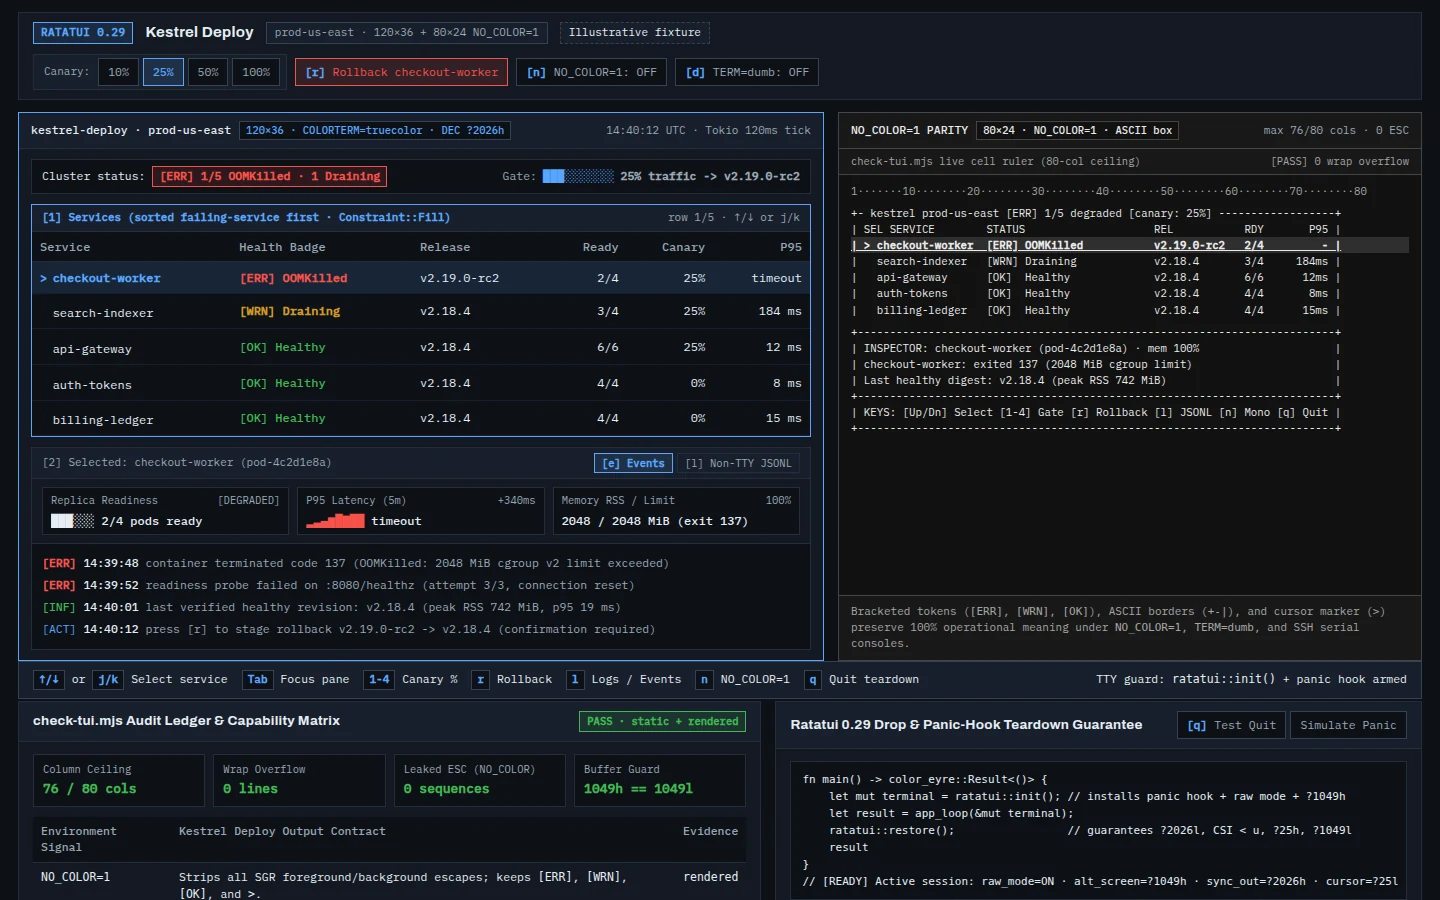 RATATUI 0.29 Kestrel Deploy prod-us-east · 120×36 + 80×24 NO_COLOR=1 Illustrative fixture
Canary: 10% 25% 50% 100% [r] Rollback checkout-worker [n] NO_COLOR=1: OFF [d] TERM=dumb: OFF
kestrel-deploy · prod-us-east 120×36 · COLORTERM=truecolor · DEC ?2026h 14:40:12 UTC · Tokio 120ms tick
Cluster status: [ERR] 1/5 OOMKilled · 1 Draining Gate: ███░░░░░░░ 25% traffic -> v2.19.0-rc2
[1] Services (sorted failing-service first · Constraint::Fill) row 1/5 · ↑/↓ or j/k
Service Health Badge Release Ready Canary P95
> checkout-worker [ERR] OOMKilled v2.19.0-rc2 2/4 25% timeout
search-indexer [WRN] Draining v2.18.4 3/4 25% 184 ms
api-gateway [OK] Healthy v2.18.4 6/6 25% 12 ms
auth-tokens [OK] Healthy v2.18.4 4/4 0% 8 ms
billing-ledger [OK] Healthy v2.18.4 4/4 0% 15 ms
[2] Selected: checkout-worker (pod-4c2d1e8a) [e] Events [l] Non-TTY JSONL
Replica Readiness [DEGRADED] P95 Latency (5m) +340ms Memory RSS / Limit 100%
███░░░ 2/4 pods ready ▂▃▅▇███ timeout 2048 / 2048 MiB (exit 137)
[ERR] 14:39:48 container terminated code 137 (OOMKilled: 2048 MiB cgroup v2 limit exceeded)
[ERR] 14:39:52 readiness probe failed on :8080/healthz (attempt 3/3, connection reset)
[INF] 14:40:01 last verified healthy revision: v2.18.4 (peak RSS 742 MiB, p95 19 ms)
[ACT] 14:40:12 press [r] to stage rollback v2.19.0-rc2 -> v2.18.4 (confirmation required)
NO_COLOR=1 PARITY 80×24 · NO_COLOR=1 · ASCII box max 76/80 cols · 0 ESC
check-tui.mjs live cell ruler (80-col ceiling) [PASS] 0 wrap overflow
1·······10········20········30········40········50········60········70········80
+- kestrel prod-us-east [ERR] 1/5 degraded [canary: 25%] ------------------+
| SEL SERVICE STATUS REL RDY P95 |
| > checkout-worker [ERR] OOMKilled v2.19.0-rc2 2/4 - |
| search-indexer [WRN] Draining v2.18.4 3/4 184ms |
| api-gateway [OK] Healthy v2.18.4 6/6 12ms |
| auth-tokens [OK] Healthy v2.18.4 4/4 8ms |
| billing-ledger [OK] Healthy v2.18.4 4/4 15ms |
+--------------------------------------------------------------------------+
| INSPECTOR: checkout-worker (pod-4c2d1e8a) · mem 100% |
| checkout-worker: exited 137 (2048 MiB cgroup limit) |
| Last healthy digest: v2.18.4 (peak RSS 742 MiB) |
+--------------------------------------------------------------------------+
| KEYS: [Up/Dn] Select [1-4] Gate [r] Rollback [l] JSONL [n] Mono [q] Quit |
+--------------------------------------------------------------------------+
Bracketed tokens ([ERR], [WRN], [OK]), ASCII borders (+-|), and cursor marker (>)
preserve 100% operational meaning under NO_COLOR=1, TERM=dumb, and SSH serial
consoles.
↑/↓ or j/k Select service Tab Focus pane 1-4 Canary % r Rollback l Logs / Events n NO_COLOR=1 q Quit teardown TTY guard: ratatui::init() + panic hook armed
check-tui.mjs Audit Ledger & Capability Matrix PASS · static + rendered
Column Ceiling Wrap Overflow Leaked ESC (NO_COLOR) Buffer Guard
76 / 80 cols 0 lines 0 sequences 1049h == 1049l
Environment Kestrel Deploy Output Contract Evidence
Signal
NO_COLOR=1 Strips all SGR foreground/background escapes; keeps [ERR], [WRN], rendered
[OK], and >.
Ratatui 0.29 Drop & Panic-Hook Teardown Guarantee [q] Test Quit Simulate Panic
fn main() -> color_eyre::Result<()> {
let mut terminal = ratatui::init(); // installs panic hook + raw mode + ?1049h
let result = app_loop(&mut terminal);
ratatui::restore(); // guarantees ?2026l, CSI < u, ?25h, ?1049l
result
}
// [READY] Active session: raw_mode=ON · alt_screen=?1049h · sync_out=?2026h · cursor=?25l